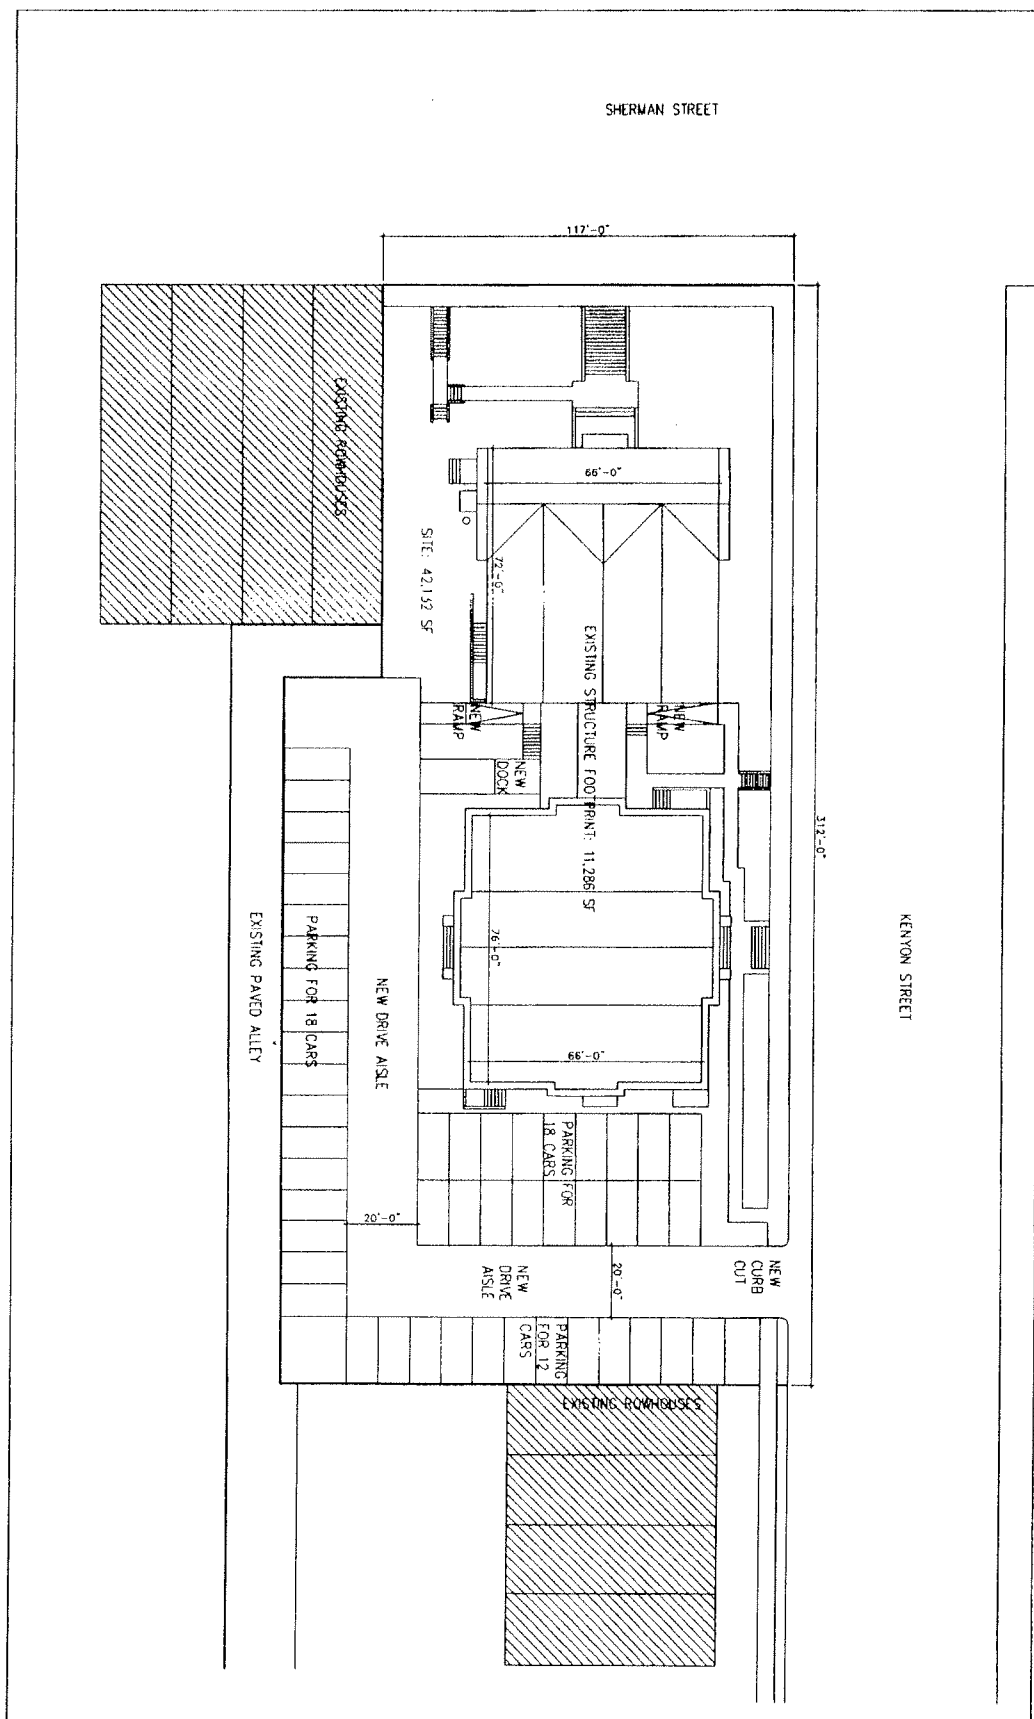 SHERMAN STREET
117'-0"
EXISTING ROWHOUSES
66'-0"
SITE: 42,132 SF
72'-0"
EXISTING STRUCTURE FOOTPRINT: 11,286 SF
NEW
RAMP
NEW
RAMP
NEW
DOCK
312'-0"
KENYON STREET
EXISTING PAVED ALLEY
PARKING FOR 18 CARS
NEW DRIVE AISLE
76'-0"
66'-0"
PARKING FOR
18 CARS
20'-0"
NEW
DRIVE
AISLE
20'-0"
NEW
CURB
CUT
PARKING
FOR 12
CARS
EXISTING ROWHOUSES